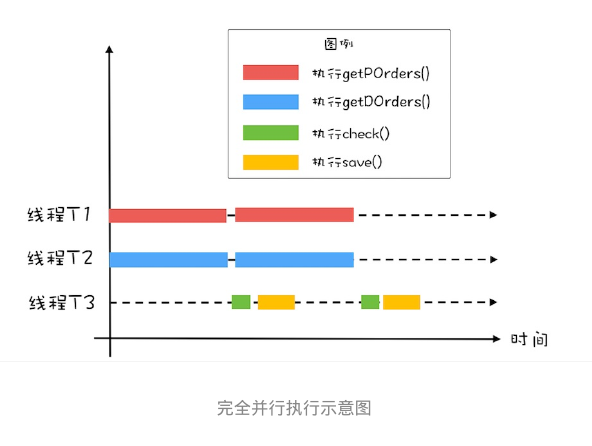 图例
执行getPOrders()
执行getDOrders()
执行check()
执行save()
线程T1
线程T2
线程T3
时间
完全并行执行示意图